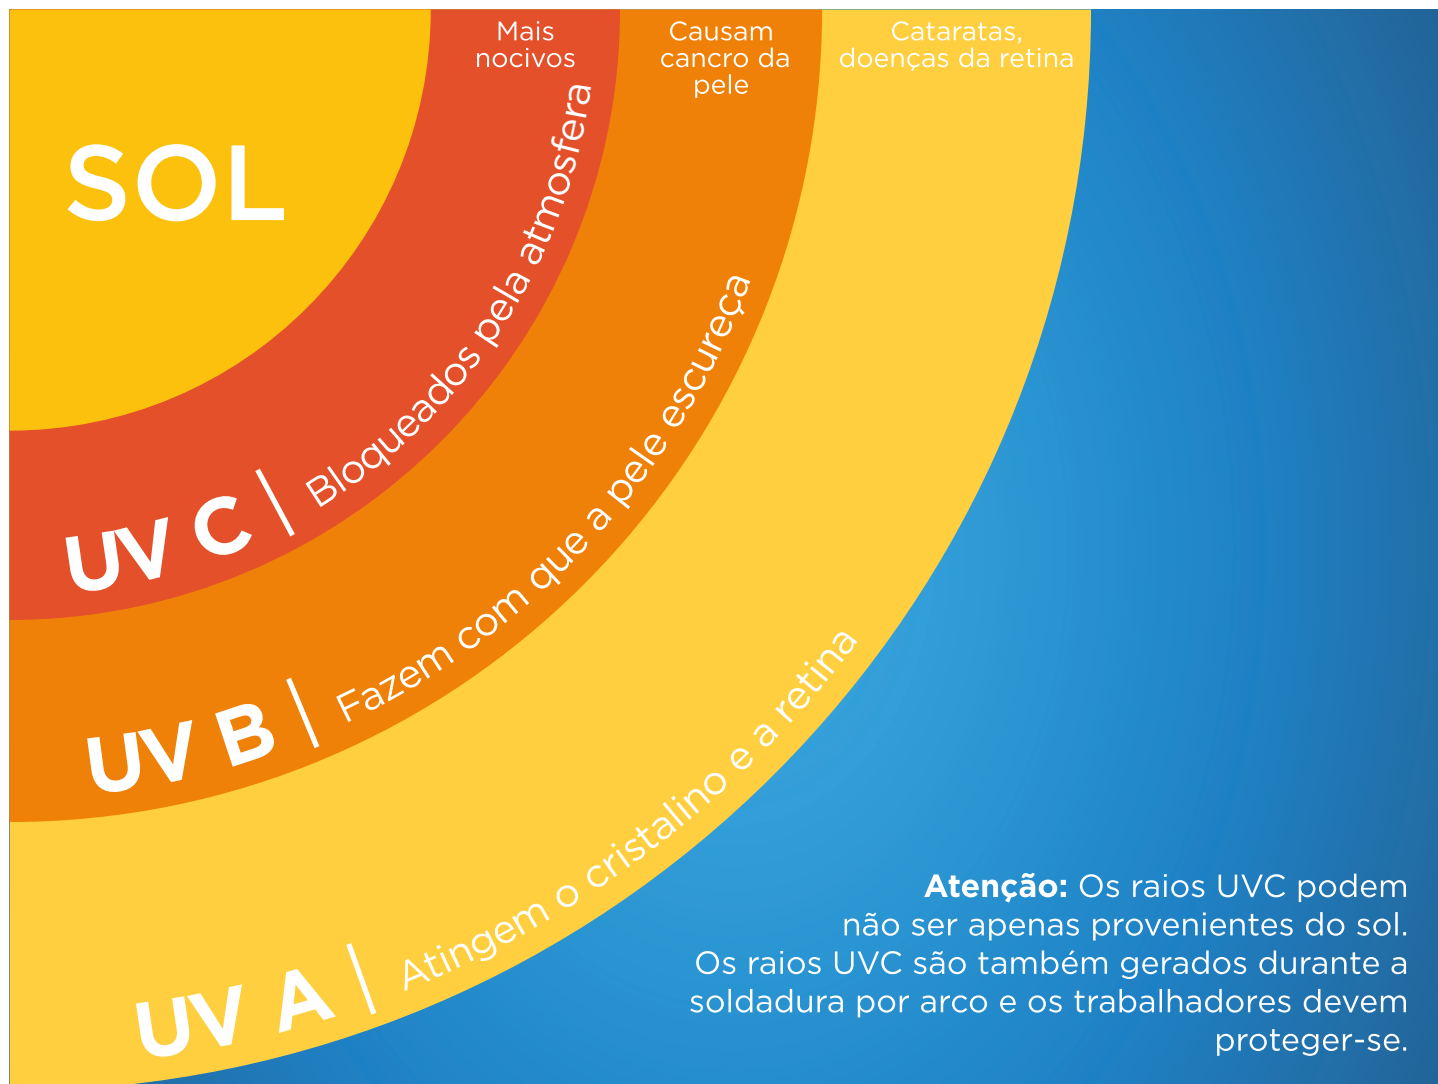 SOL
Mais
nocivos
Causam
cancro da
pele
Cataratas,
doenças da retina
UV C | Bloqueados pela atmosfera
UV B | Fazem com que a pele escureça
UV A | Atingem o cristalino e a retina
Atenção: Os raios UVC podem
não ser apenas provenientes do sol.
Os raios UVC são também gerados durante a
soldadura por arco e os trabalhadores devem
proteger-se.